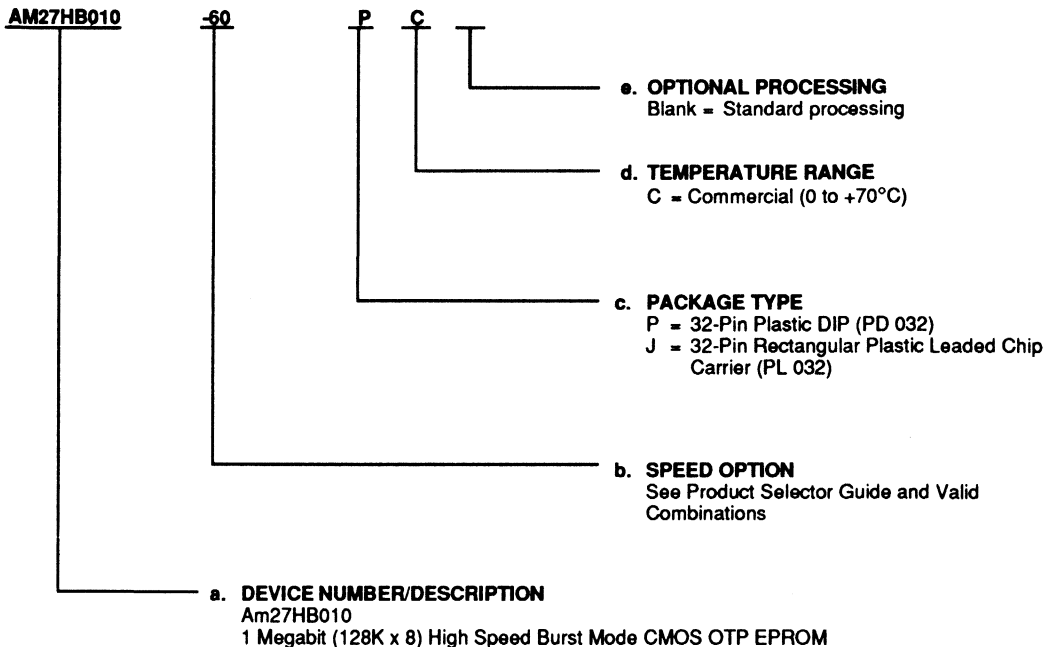 AM27HB010 -60 P C
e. OPTIONAL PROCESSING
Blank = Standard processing
d. TEMPERATURE RANGE
C = Commercial (0 to +70°C)
c. PACKAGE TYPE
P = 32-Pin Plastic DIP (PD 032)
J = 32-Pin Rectangular Plastic Leaded Chip
Carrier (PL 032)
b. SPEED OPTION
See Product Selector Guide and Valid
Combinations
a. DEVICE NUMBER/DESCRIPTION
Am27HB010
1 Megabit (128K x 8) High Speed Burst Mode CMOS OTP EPROM